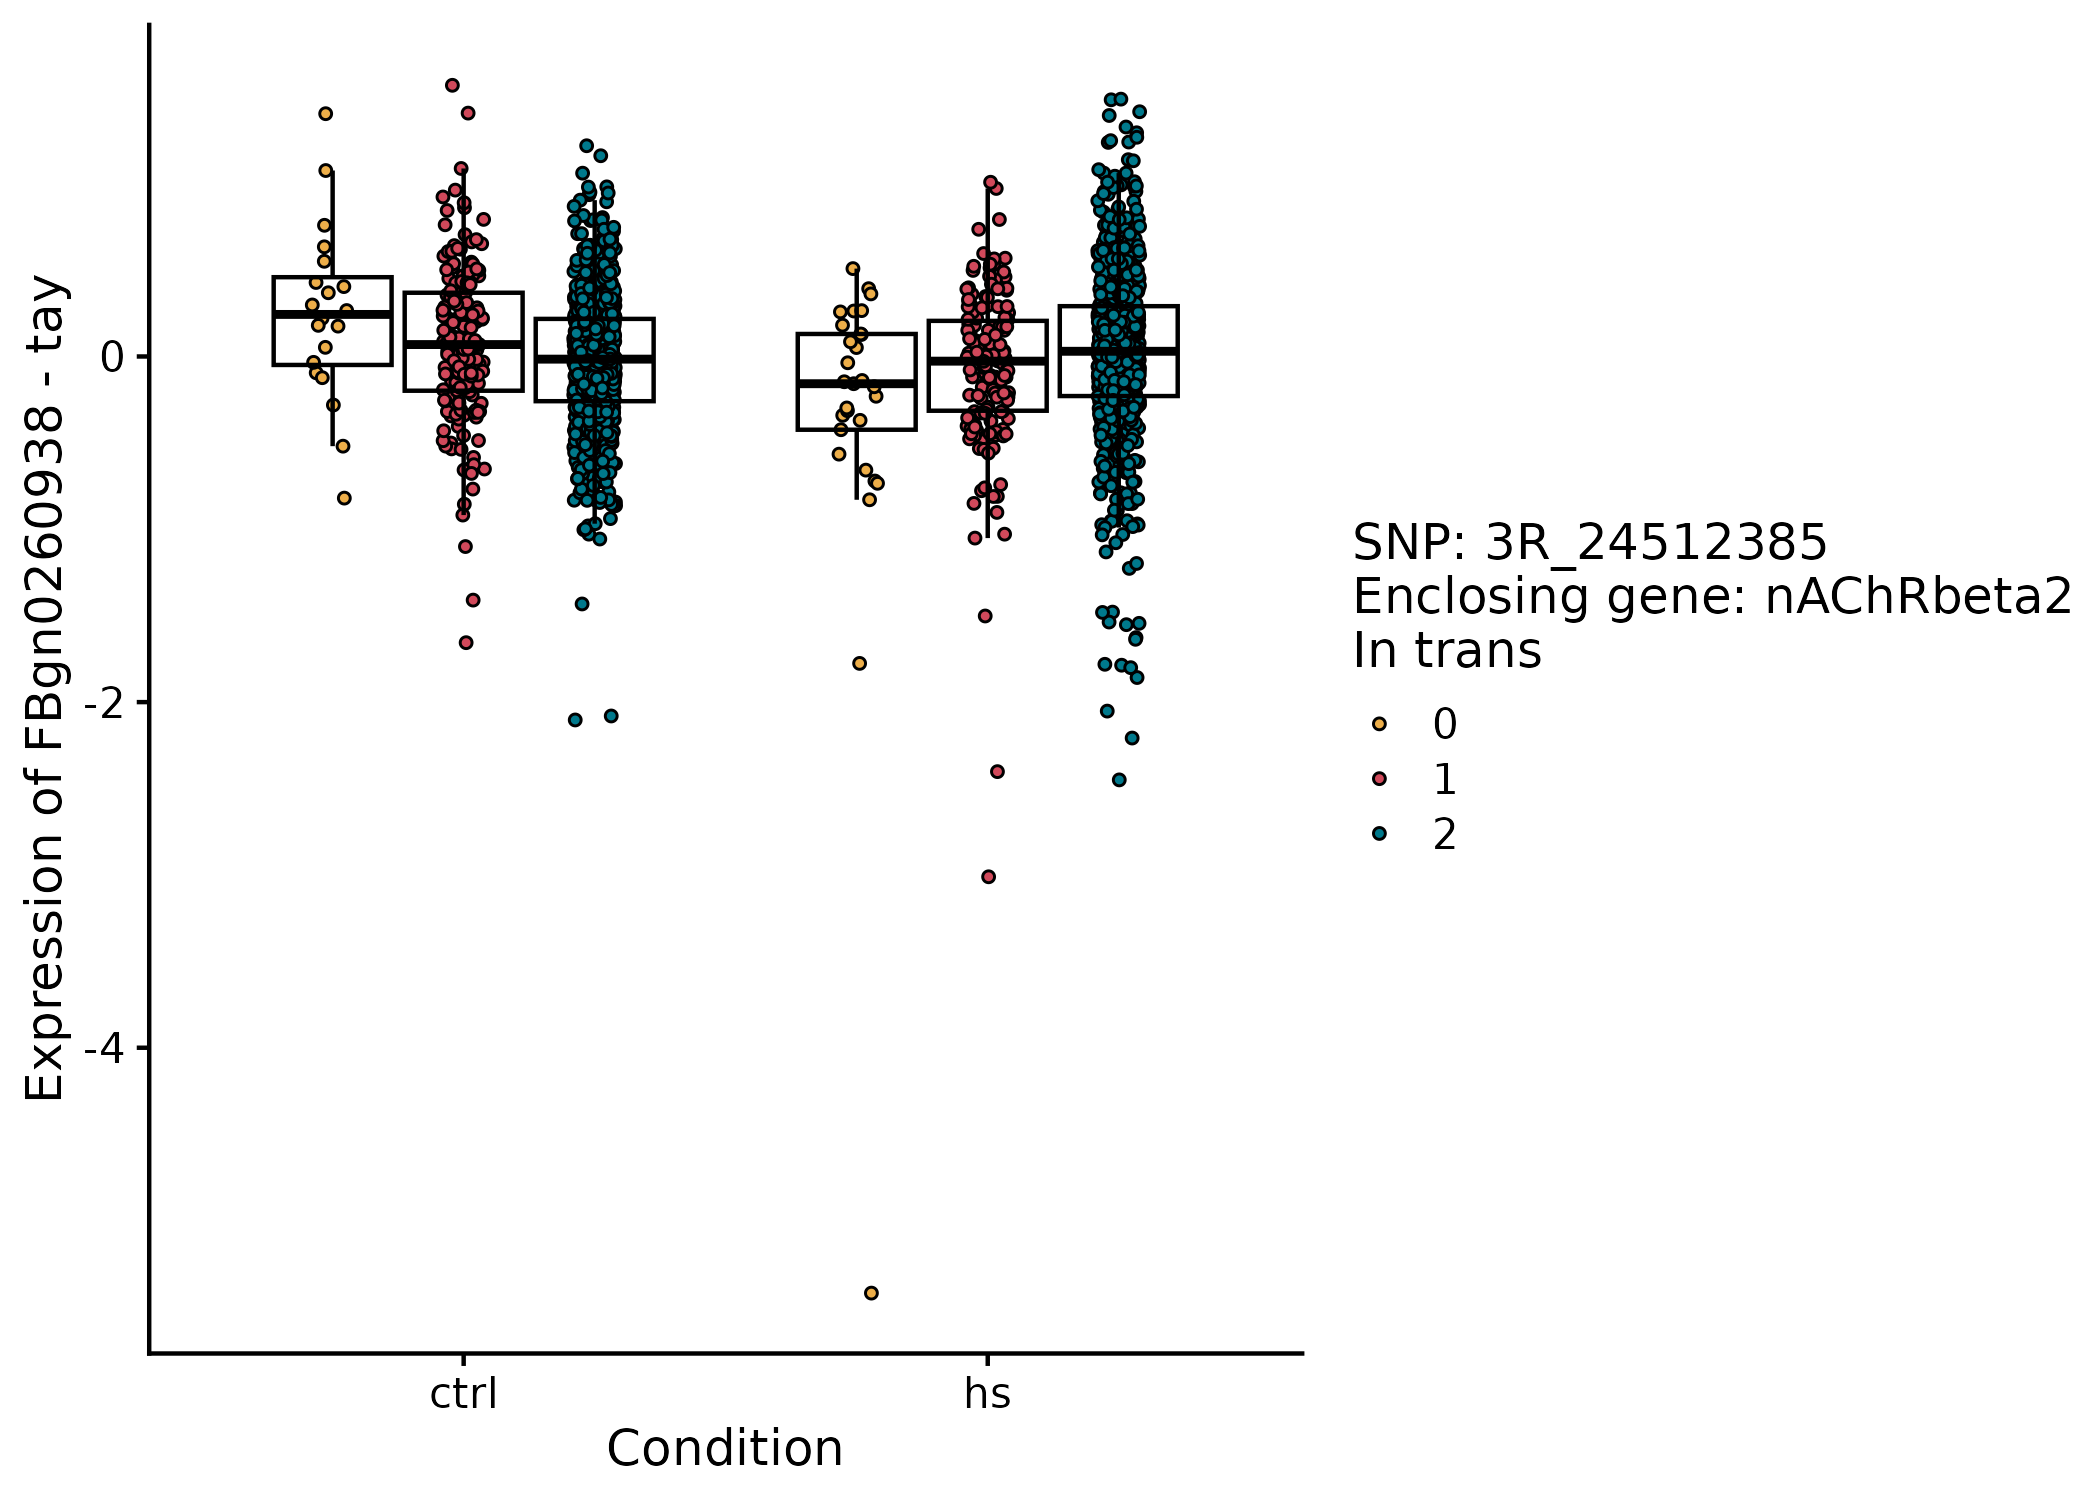 Expression of FBgn0260938 - tay
0
-2
-4
ctrl
hs
Condition
SNP: 3R_24512385
Enclosing gene: nAChRbeta2
In trans
0
1
2